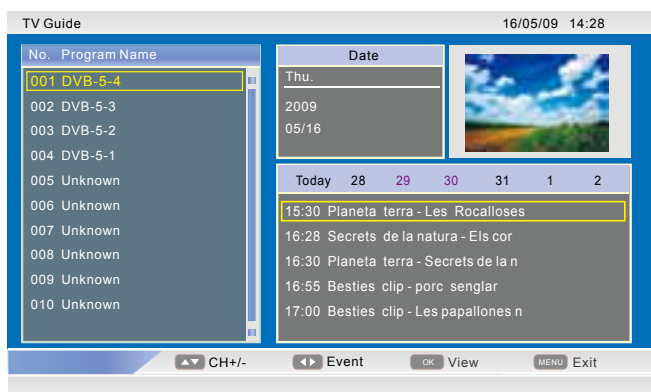 TV Guide 16/05/09 14:28
No. Program Name
001 DVB-5-4
002 DVB-5-3
003 DVB-5-2
004 DVB-5-1
005 Unknown
006 Unknown
007 Unknown
008 Unknown
009 Unknown
010 Unknown
Date
Thu.
2009
05/16
Today 28 29 30 31 1 2
15:30 Planeta terra - Les Rocalloses
16:28 Secrets de la natura - Els cor
16:30 Planeta terra - Secrets de la n
16:55 Besties clip - porc senglar
17:00 Besties clip - Les papallones n
CH+/- Event OK View MENU Exit